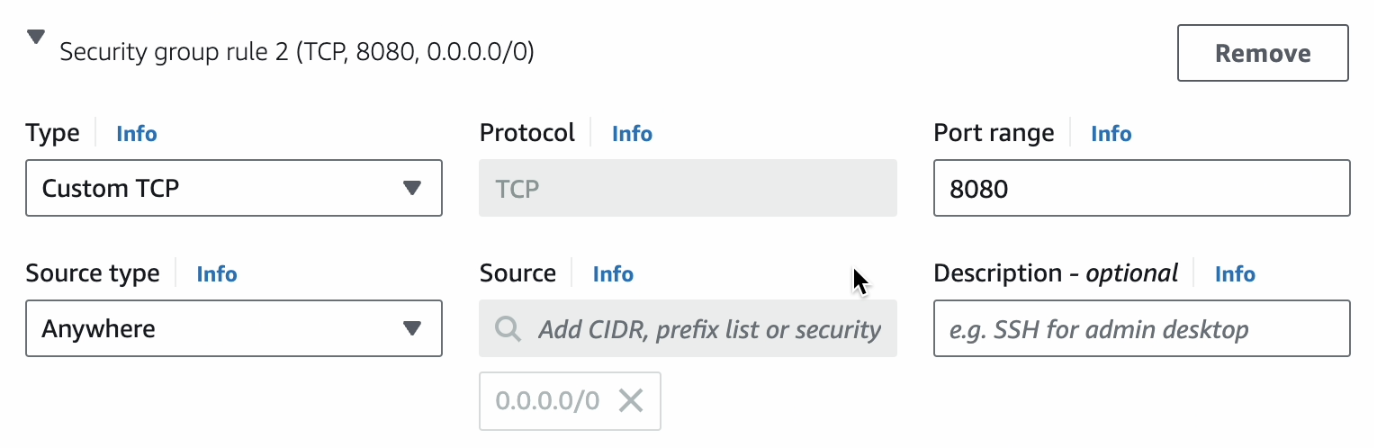 Security group rule 2 (TCP, 8080, 0.0.0.0/0)
Remove
Type Info
Protocol Info
Port range Info
Custom TCP
TCP
8080
Source type Info
Source Info
Description - optional Info
Anywhere
Add CIDR, prefix list or security
e.g. SSH for admin desktop
0.0.0.0/0